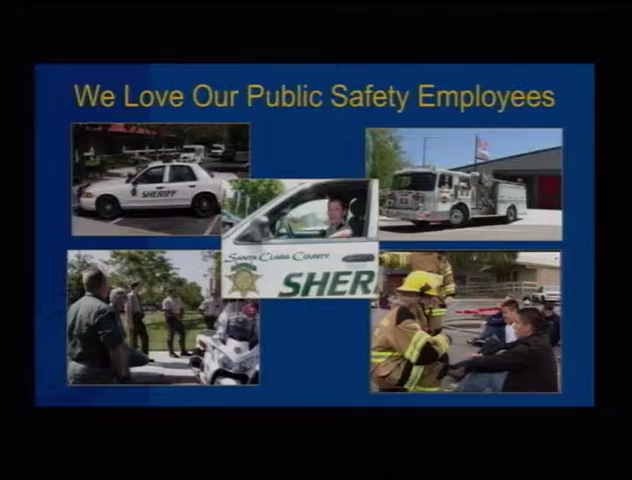 We Love Our Public Safety Employees
SHERIFF
SANTA CLARA COUNTY
SHER